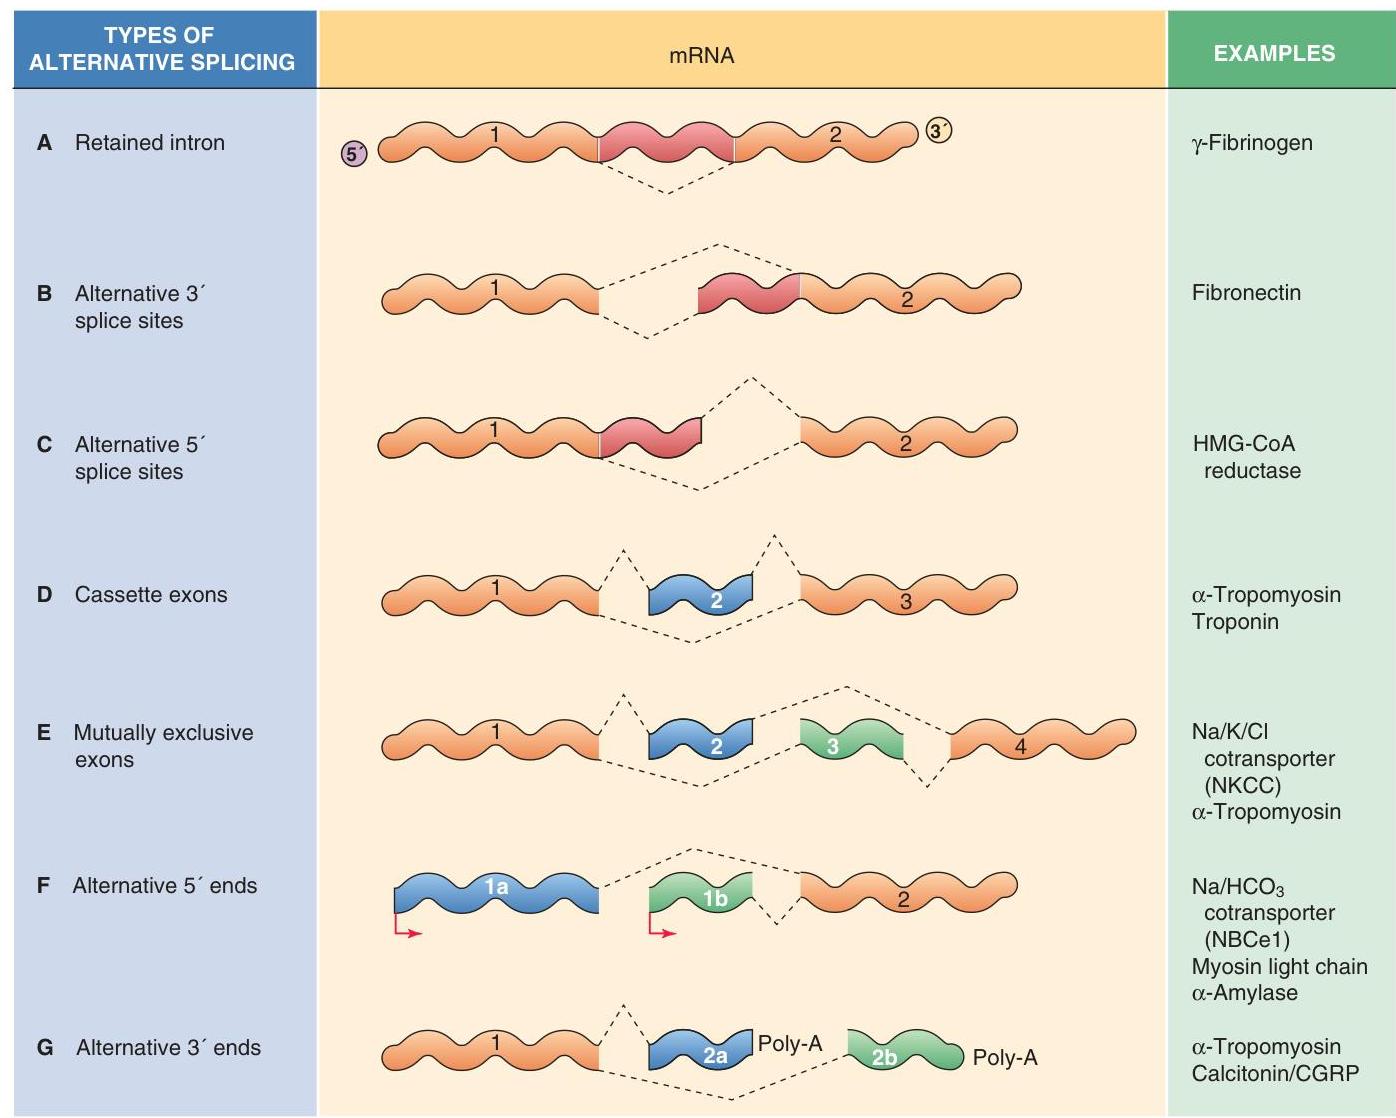 TYPES OF
ALTERNATIVE SPLICING
mRNA
EXAMPLES
A Retained intron
5´
1
2
3´
γ-Fibrinogen
B Alternative 3´
splice sites
1
2
Fibronectin
C Alternative 5´
splice sites
1
2
HMG-CoA
reductase
D Cassette exons
1
2
3
α-Tropomyosin
Troponin
E Mutually exclusive
exons
1
2
3
4
Na/K/Cl
cotransporter
(NKCC)
α-Tropomyosin
F Alternative 5´ ends
1a
1b
2
Na/HCO₃
cotransporter
(NBCe1)
Myosin light chain
α-Amylase
G Alternative 3´ ends
1
2a
Poly-A
2b
Poly-A
α-Tropomyosin
Calcitonin/CGRP